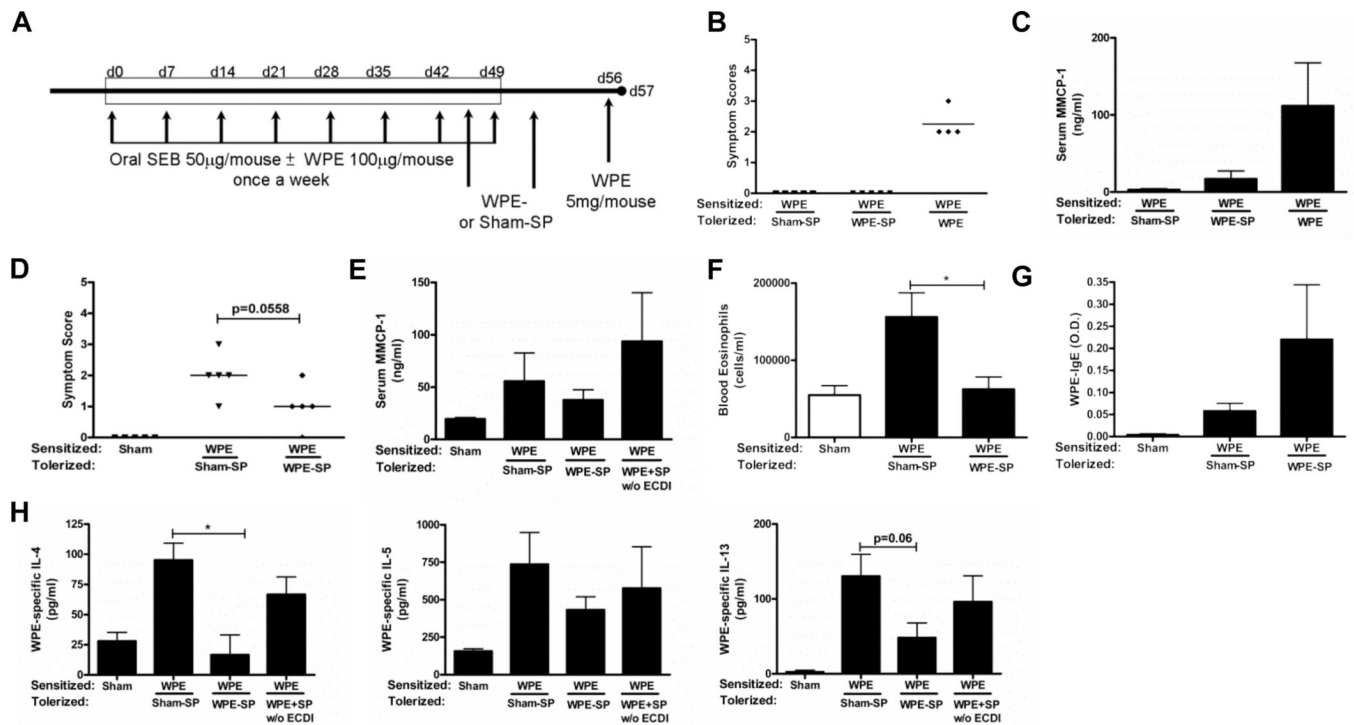 A
d0 d7 d14 d21 d28 d35 d42 d49 d56
d57
Oral SEB 50µg/mouse ± WPE 100µg/mouse
once a week
WPE-
or Sham-SP
WPE
5mg/mouse
B
Symptom Scores
5
4
3
2
1
0
Sensitized: WPE WPE WPE
Tolerized: Sham-SP WPE-SP WPE
C
Serum MMCP-1
(ng/ml)
200
150
100
50
0
Sensitized: WPE WPE WPE
Tolerized: Sham-SP WPE-SP WPE
D
Symptom Score
5
4
3
2
1
0
p=0.0558
Sensitized: Sham WPE WPE
Tolerized: Sham-SP WPE-SP
E
Serum MMCP-1
(ng/ml)
150
100
50
0
Sensitized: Sham WPE WPE WPE
Tolerized: Sham-SP WPE-SP WPE+SP
w/o ECDI
F
Blood Eosinophils
(cells/ml)
200000
100000
0
*
Sensitized: Sham WPE WPE
Tolerized: Sham-SP WPE-SP
G
WPE-IgE (O.D.)
0.35
0.30
0.25
0.20
0.15
0.10
0.05
0.00
Sensitized: Sham WPE WPE
Tolerized: Sham-SP WPE-SP
H
WPE-specific IL-4
(pg/ml)
125
100
75
50
25
0
*
Sensitized: Sham WPE WPE WPE
Tolerized: Sham-SP WPE-SP WPE+SP
w/o ECDI
WPE-specific IL-5
(pg/ml)
1000
750
500
250
0
Sensitized: Sham WPE WPE WPE
Tolerized: Sham-SP WPE-SP WPE+SP
w/o ECDI
WPE-specific IL-13
(pg/ml)
200
100
0
p=0.06
Sensitized: Sham WPE WPE WPE
Tolerized: Sham-SP WPE-SP WPE+SP
w/o ECDI